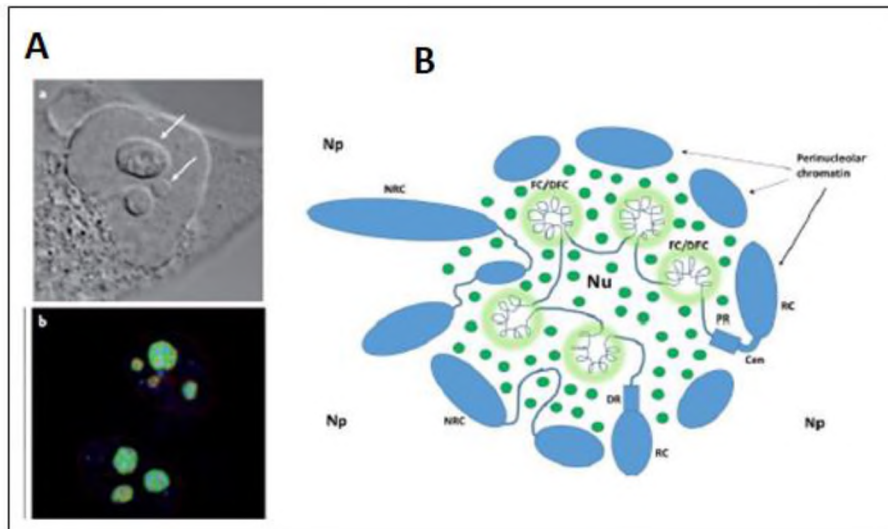 A
a
b
B
Np
NRC
FC/DFC
Perinucleolar
chromatin
FC/DFC
Nu
PR
RC
Cen
DR
Np
NRC
RC
Np